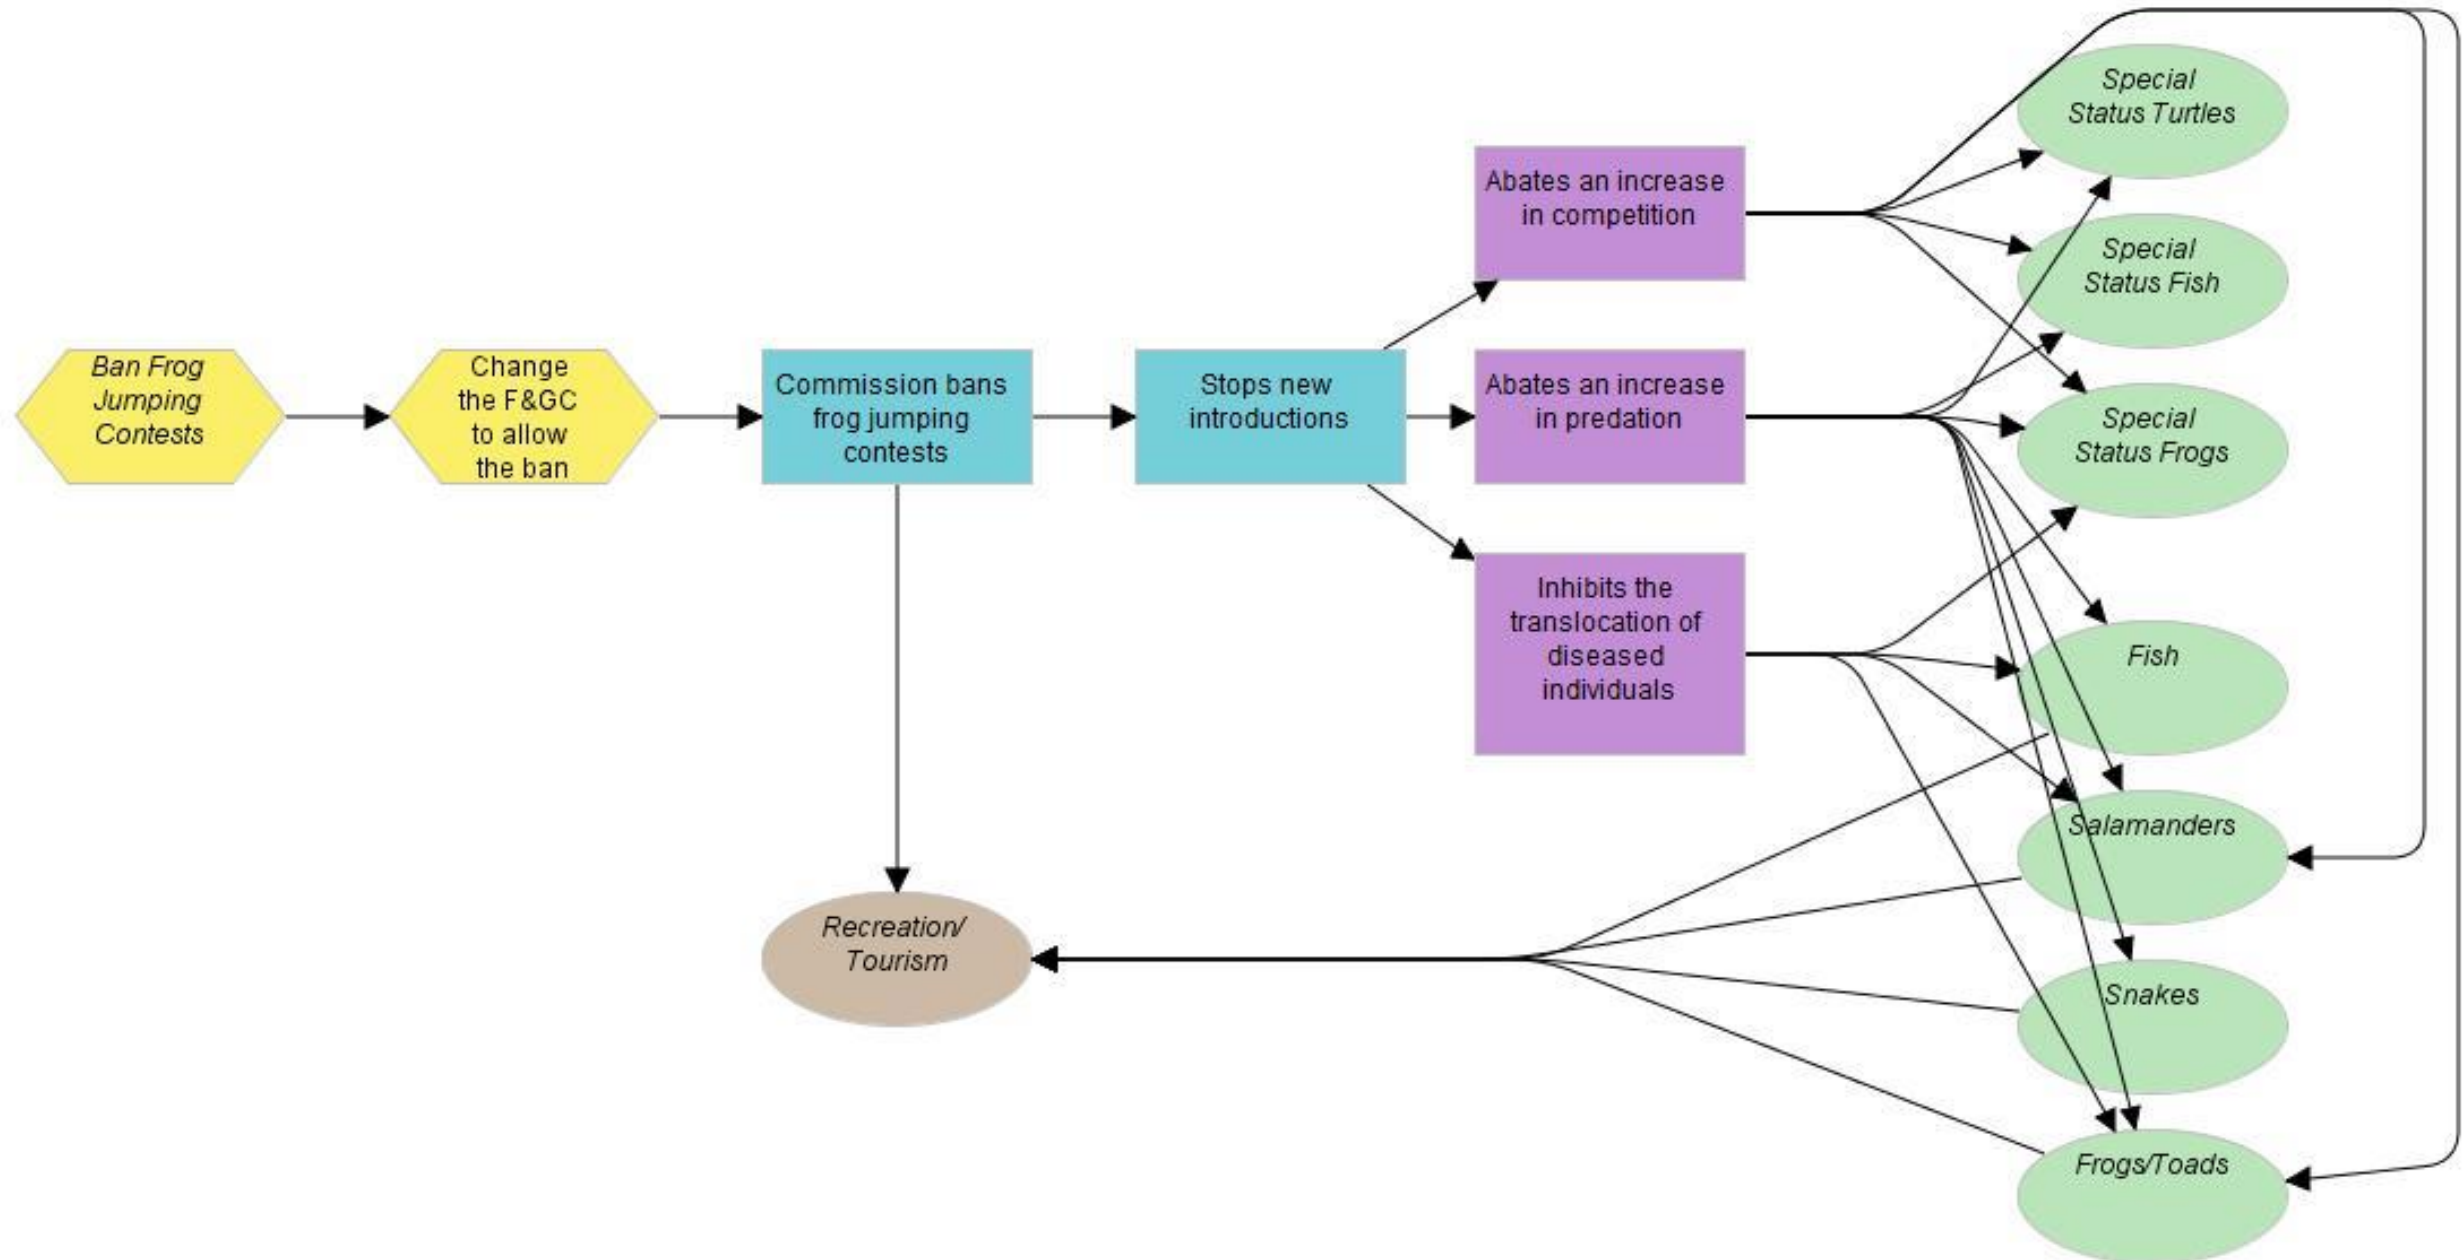 Ban Frog
Jumping
Contests
Change
the F&GC
to allow
the ban
Commission bans
frog jumping
contests
Stops new
introductions
Abates an increase
in competition
Abates an increase
in predation
Inhibits the
translocation of
diseased
individuals
Recreation/
Tourism
Special
Status Turtles
Special
Status Fish
Special
Status Frogs
Fish
Salamanders
Snakes
Frogs/Toads